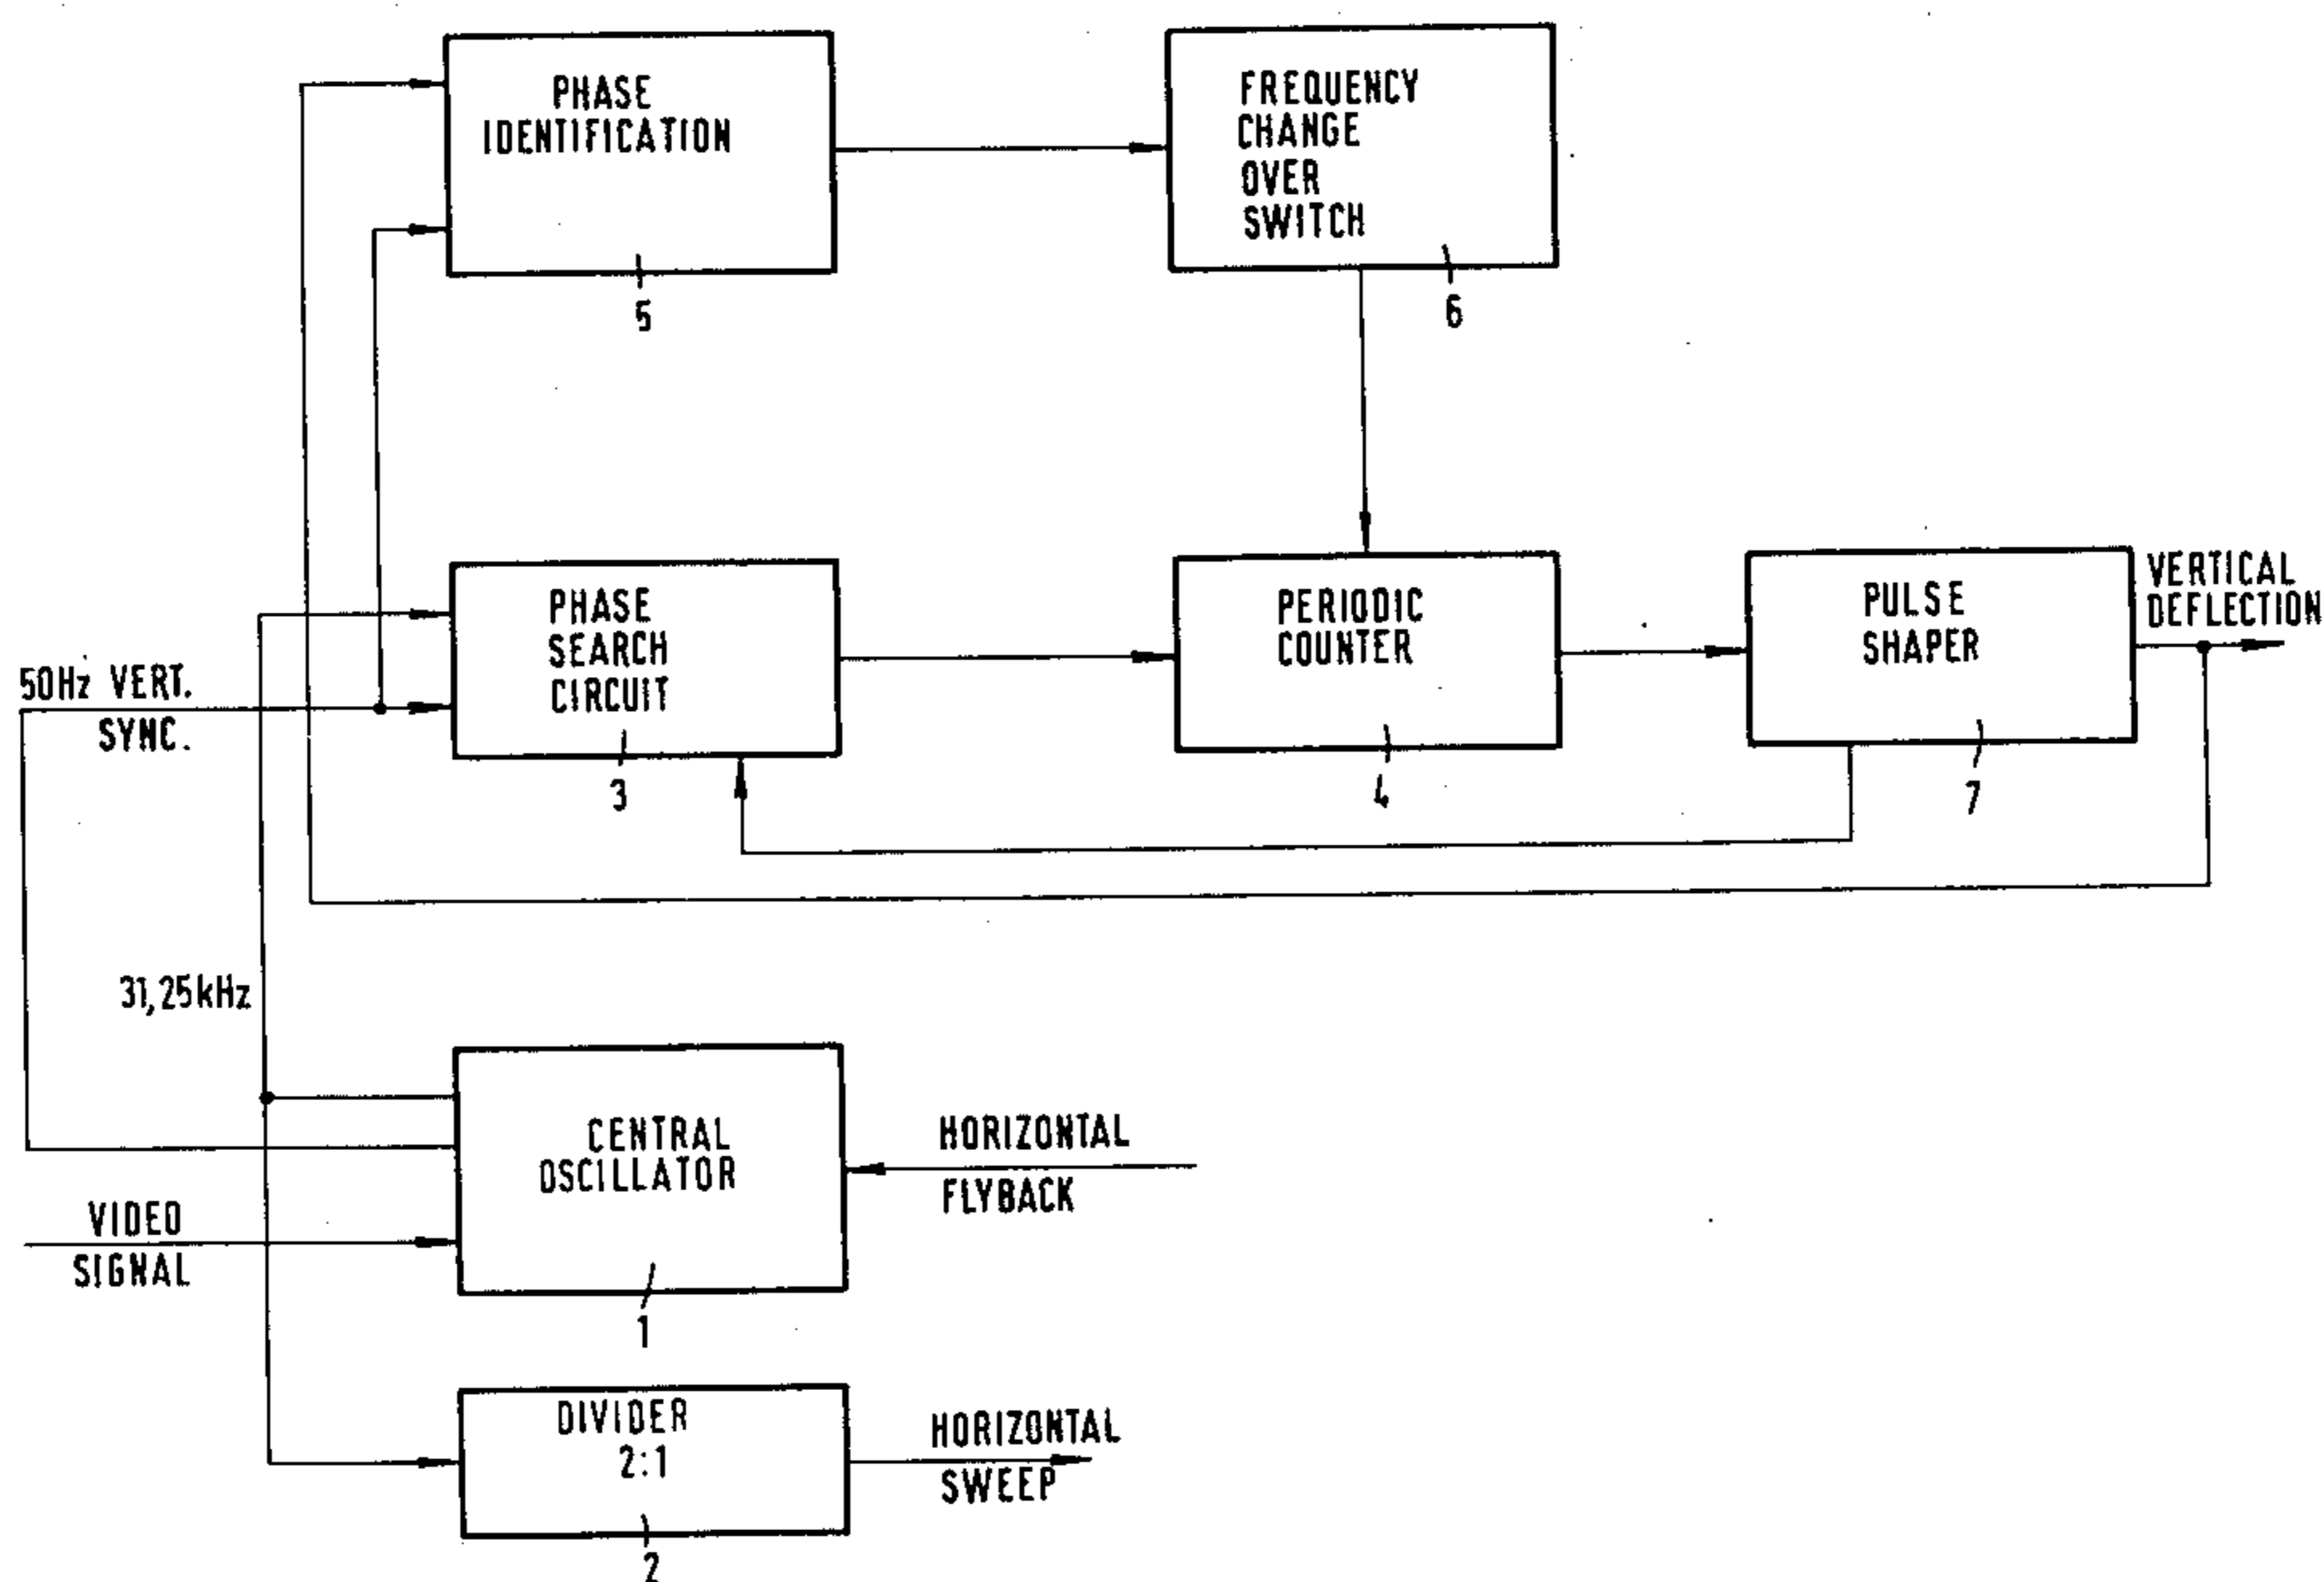 PHASE
IDENTIFICATION
5
FREQUENCY
CHANGE
OVER
SWITCH
6
PHASE
SEARCH
CIRCUIT
3
PERIODIC
COUNTER
4
PULSE
SHAPER
7
VERTICAL
DEFLECTION
50Hz VERT.
SYNC.
31,25kHz
CENTRAL
OSCILLATOR
1
HORIZONTAL
FLYBACK
VIDEO
SIGNAL
DIVIDER
2:1
2
HORIZONTAL
SWEEP